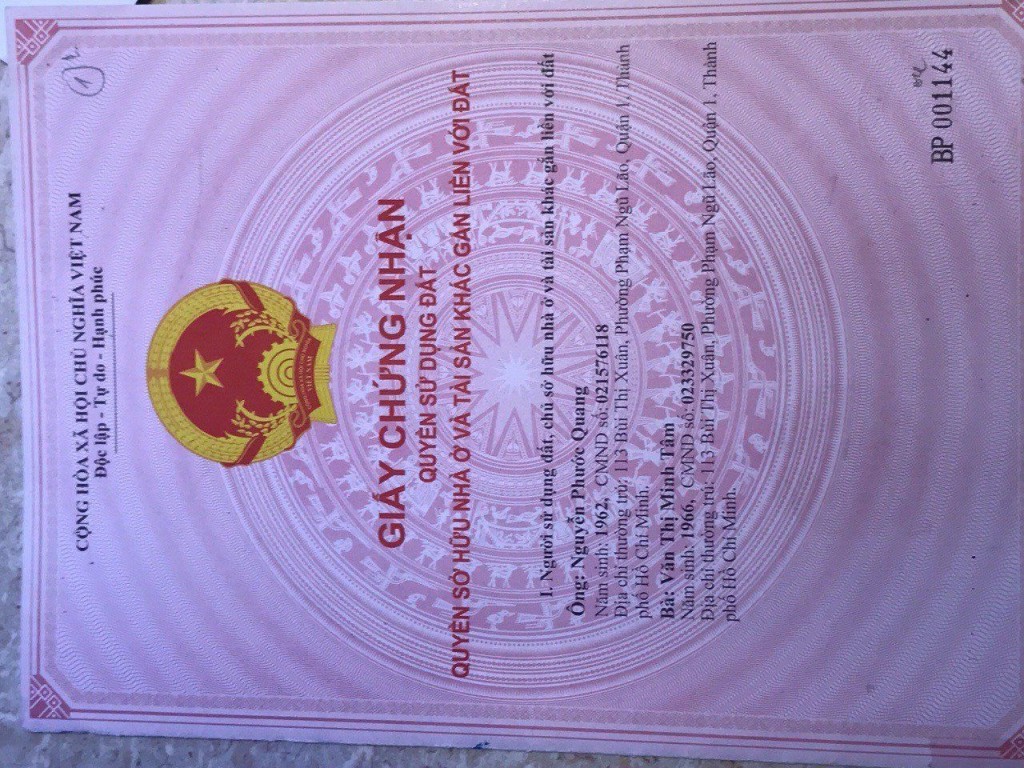 CỘNG HÒA XÃ HỘI CHỦ NGHĨA VIỆT NAM
Độc lập - Tự do - Hạnh phúc
VIỆT NAM
GIẤY CHỨNG NHẬN
QUYỀN SỬ DỤNG ĐẤT
QUYỀN SỞ HỮU NHÀ Ở VÀ TÀI SẢN KHÁC GẮN LIỀN VỚI ĐẤT
I. Người sử dụng đất, chủ sở hữu nhà ở và tài sản khác gắn liền với đất
Ông: Nguyễn Phước Quang
Năm sinh: 1962, CMND số: 021576118
Địa chỉ thường trú: 113 Bùi Thị Xuân, Phường Phạm Ngũ Lão, Quận 1, Thành
phố Hồ Chí Minh.
Bà: Văn Thị Minh Tâm
Năm sinh: 1966, CMND số: 023329750
Địa chỉ thường trú: 113 Bùi Thị Xuân, Phường Phạm Ngũ Lão, Quận 1, Thành
phố Hồ Chí Minh.
BP 001144